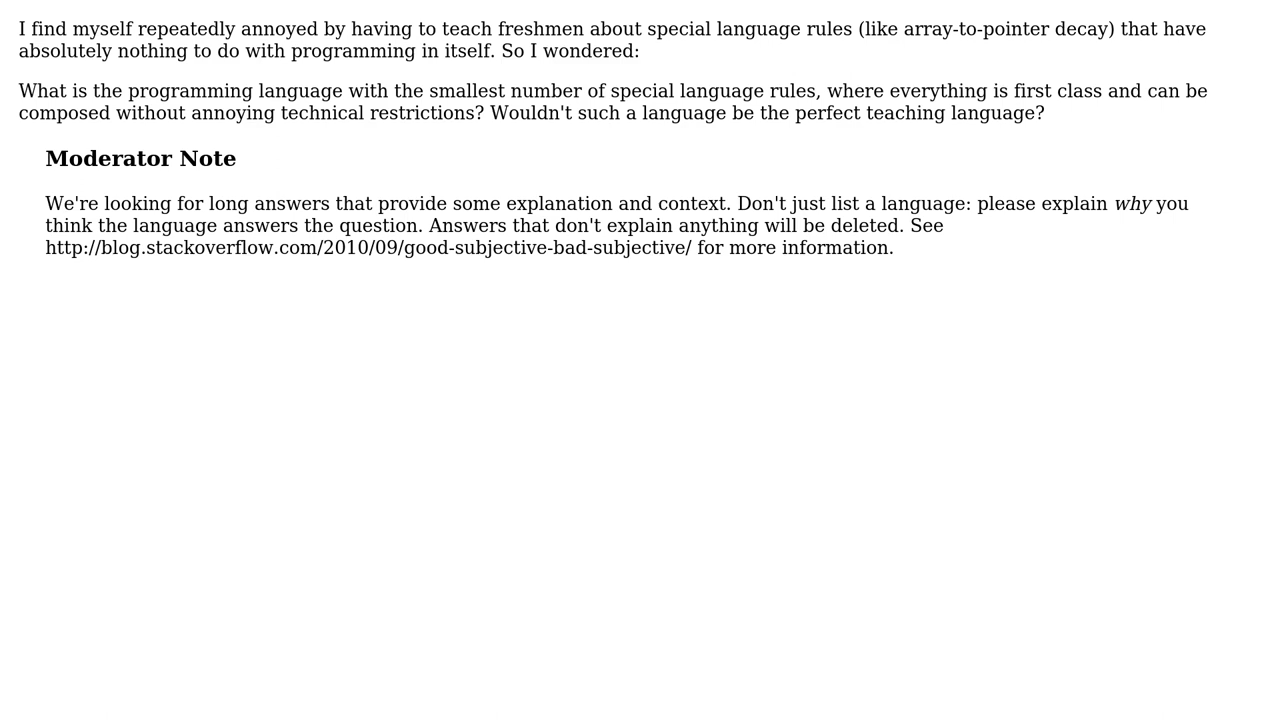 I find myself repeatedly annoyed by having to teach freshmen about special language rules (like array-to-pointer decay) that have
absolutely nothing to do with programming in itself. So I wondered:
What is the programming language with the smallest number of special language rules, where everything is first class and can be
composed without annoying technical restrictions? Wouldn't such a language be the perfect teaching language?
Moderator Note
We're looking for long answers that provide some explanation and context. Don't just list a language: please explain why you
think the language answers the question. Answers that don't explain anything will be deleted. See
http://blog.stackoverflow.com/2010/09/good-subjective-bad-subjective/ for more information.